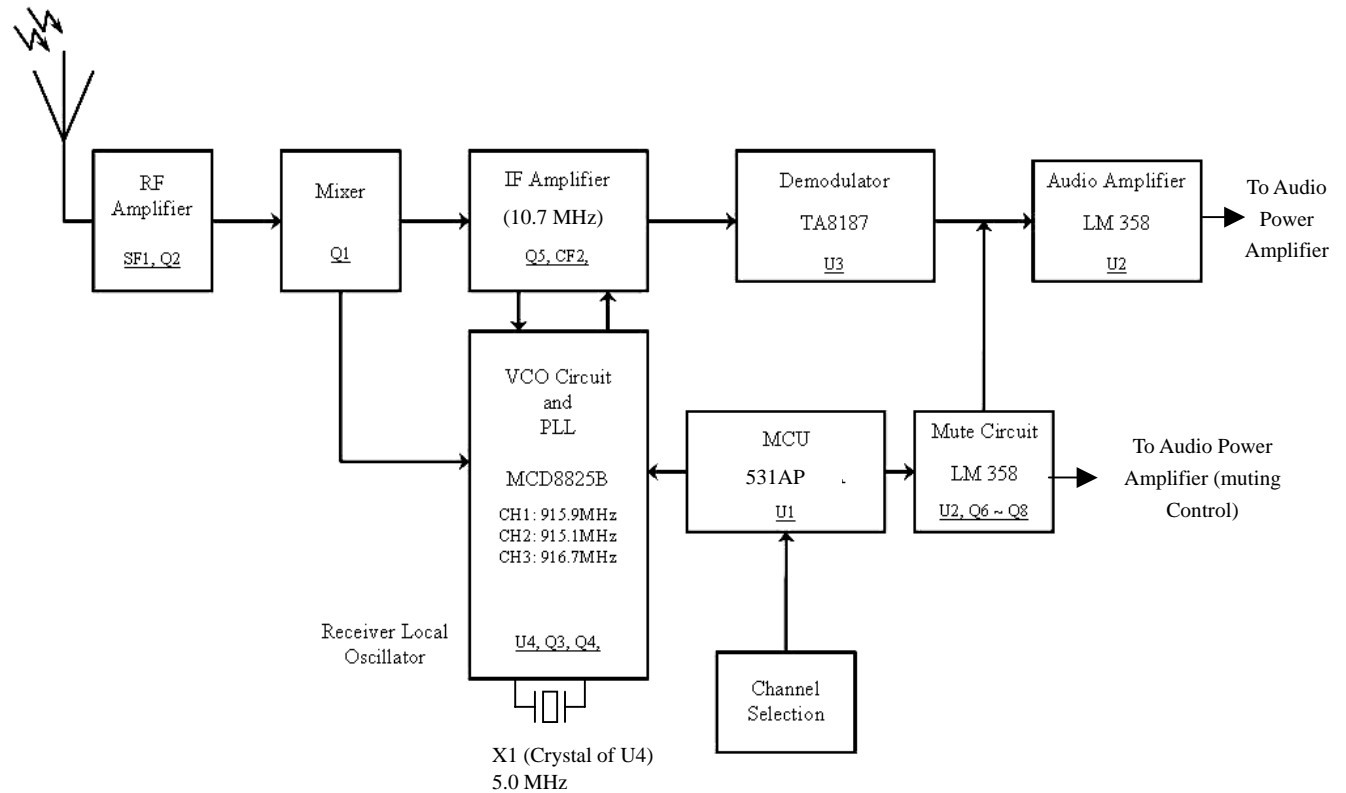 RF
Amplifier
SF1, Q2
Mixer
Q1
IF Amplifier
(10.7 MHz)
Q5, CF2,
Demodulator
TA8187
U3
Audio Amplifier
LM 358
U2
To Audio
Power
Amplifier
VCO Circuit
and
PLL
MCD8825B
CH1: 915.9MHz
CH2: 915.1MHz
CH3: 916.7MHz
U4, Q3, Q4,
Receiver Local
Oscillator
MCU
531AP
U1
Mute Circuit
LM 358
U2, Q6 ~ Q8
To Audio Power
Amplifier (muting
Control)
Channel
Selection
X1 (Crystal of U4)
5.0 MHz